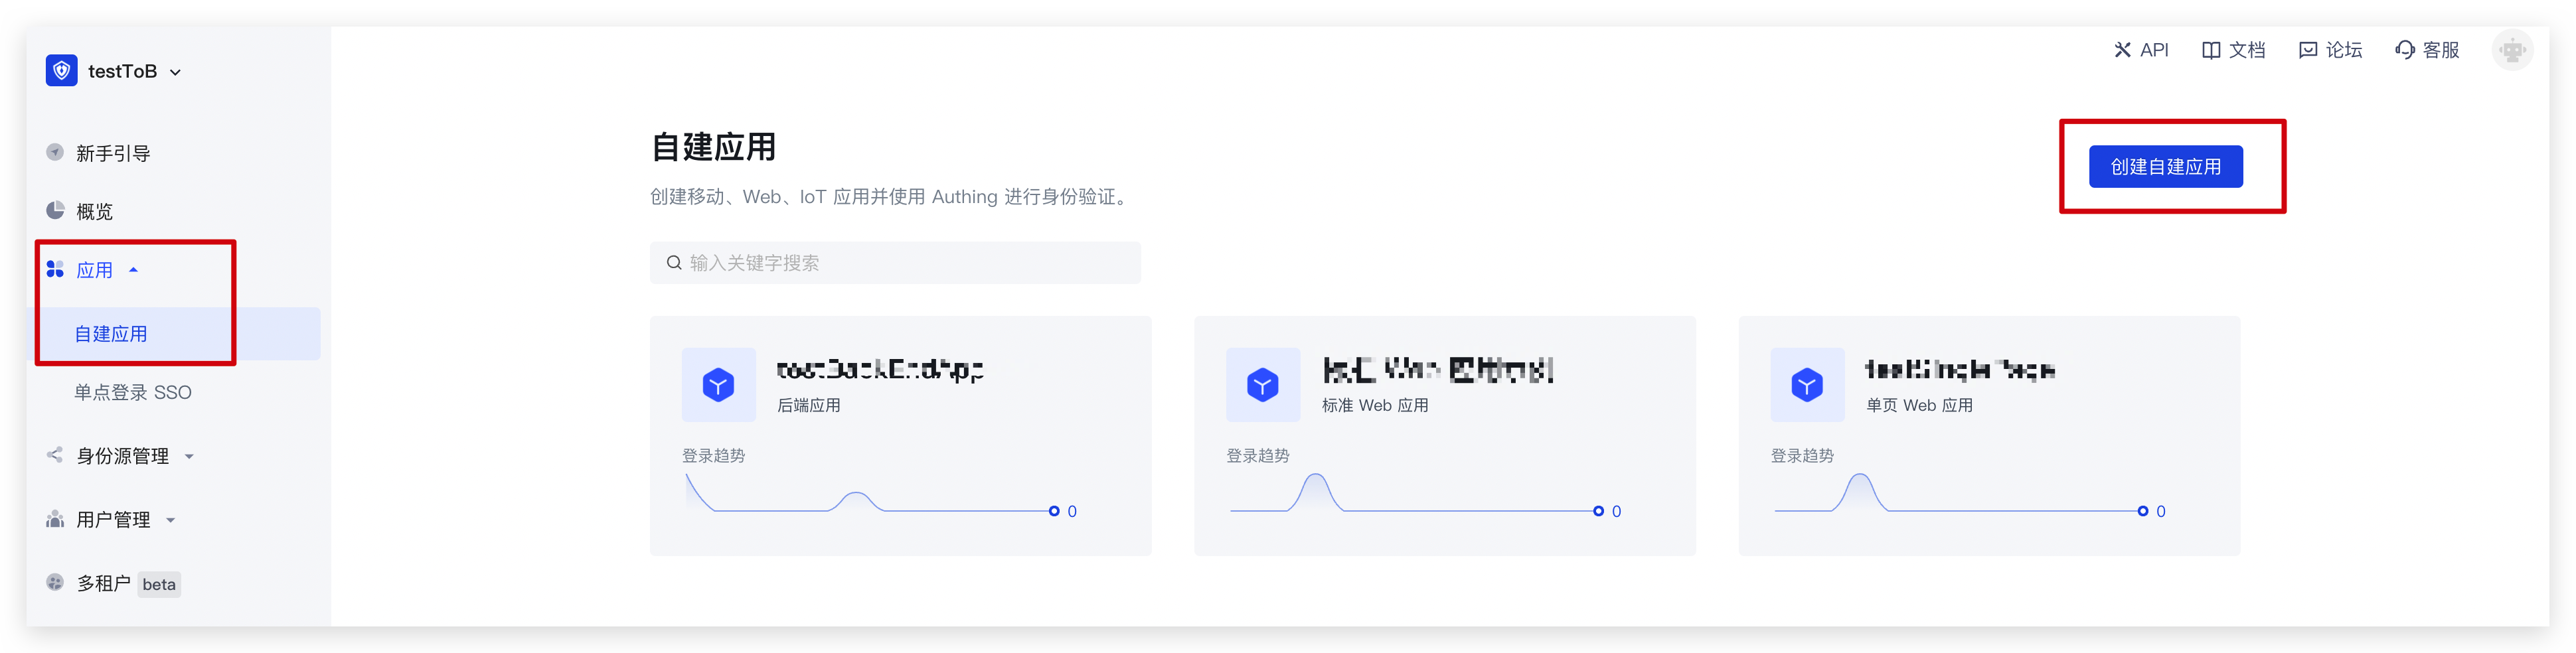 testToB
API
文档
论坛
客服
新手引导
概览
应用
自建应用
单点登录 SSO
身份源管理
用户管理
多租户 beta
自建应用
创建自建应用
创建移动、Web、IoT 应用并使用 Authing 进行身份验证。
输入关键字搜索
后端应用
登录趋势
0
标准 Web 应用
登录趋势
0
单页 Web 应用
登录趋势
0